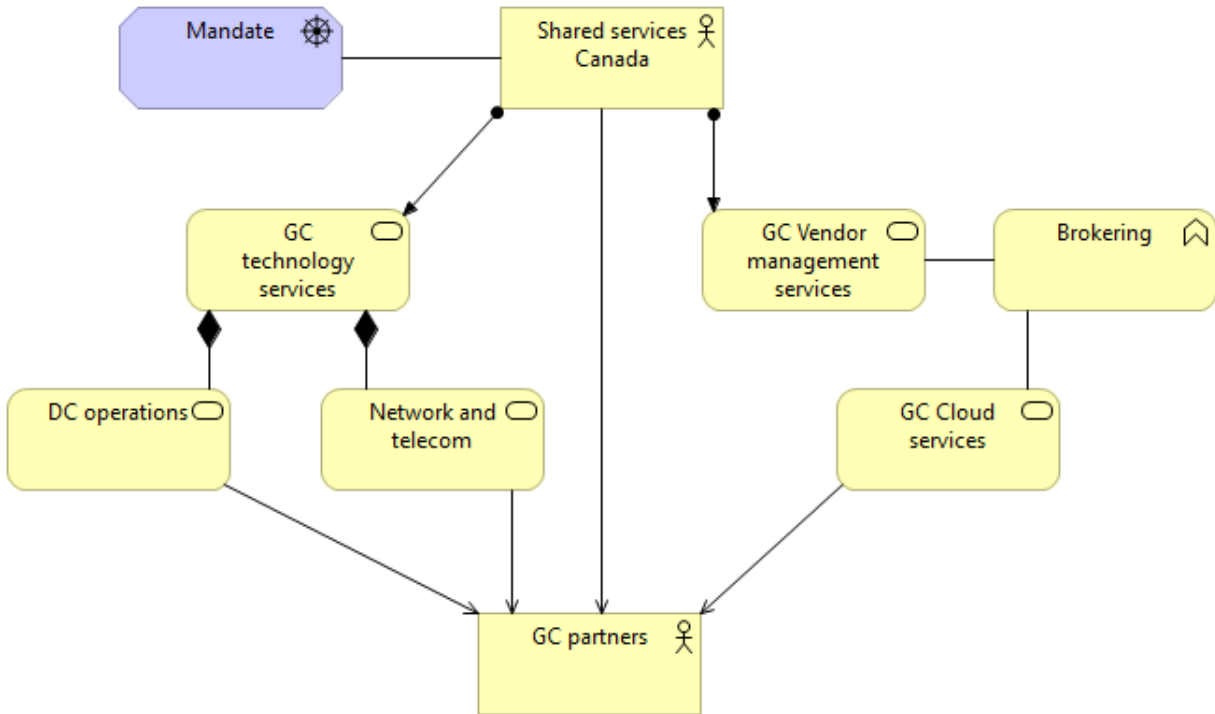 Mandate
Shared services
Canada
GC
technology
services
GC Vendor
management
services
Brokering
DC operations
Network and
telecom
GC Cloud
services
GC partners